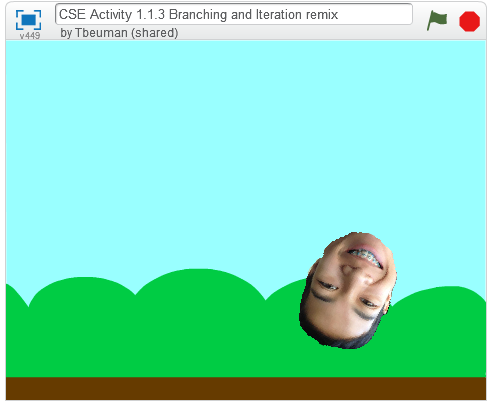 CSE Activity 1.1.3 Branching and Iteration remix
by Tbeuman (shared)
v449